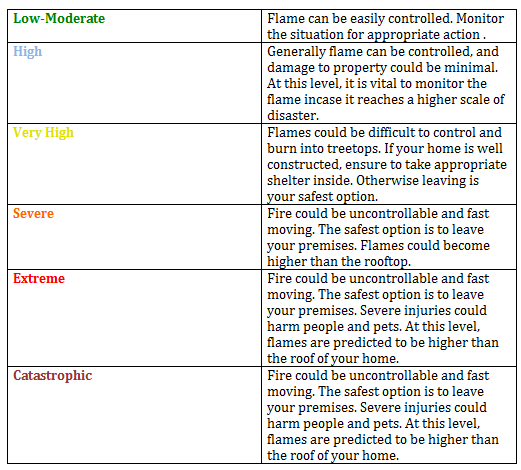 Low-Moderate
Flame can be easily controlled. Monitor
the situation for appropriate action .
High
Generally flame can be controlled, and
damage to property could be minimal.
At this level, it is vital to monitor the
flame incase it reaches a higher scale of
disaster.
Very High
Flames could be difficult to control and
burn into treetops. If your home is well
constructed, ensure to take appropriate
shelter inside. Otherwise leaving is
your safest option.
Severe
Fire could be uncontrollable and fast
moving. The safest option is to leave
your premises. Flames could become
higher than the rooftop.
Extreme
Fire could be uncontrollable and fast
moving. The safest option is to leave
your premises. Severe injuries could
harm people and pets. At this level,
flames are predicted to be higher than
the roof of your home.
Catastrophic
Fire could be uncontrollable and fast
moving. The safest option is to leave
your premises. Severe injuries could
harm people and pets. At this level,
flames are predicted to be higher than
the roof of your home.